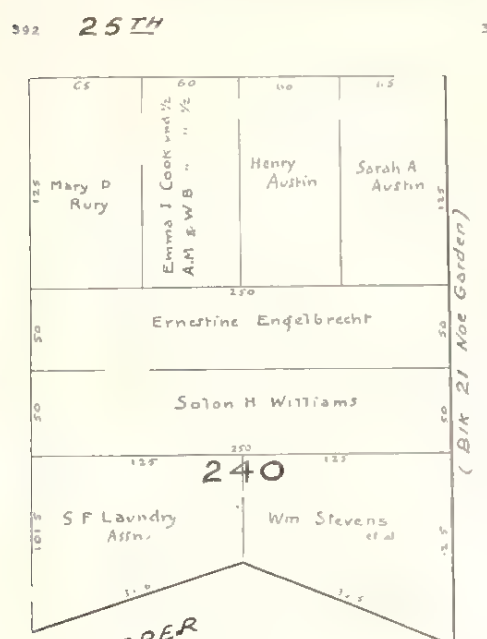 392 25TH
65 60 60 65
125
Mary D
Rury
Emma I Cook und 1/2
A.M & W B " " 1/2
Henry
Austin
Sarah A
Austin
125
250
50
Ernestine Engelbrecht
50
(Blk 21 Noe Garden)
50
Solon H Williams
50
250
125
240
125
S F Laundry
Assn.
Wm Stevens
et al